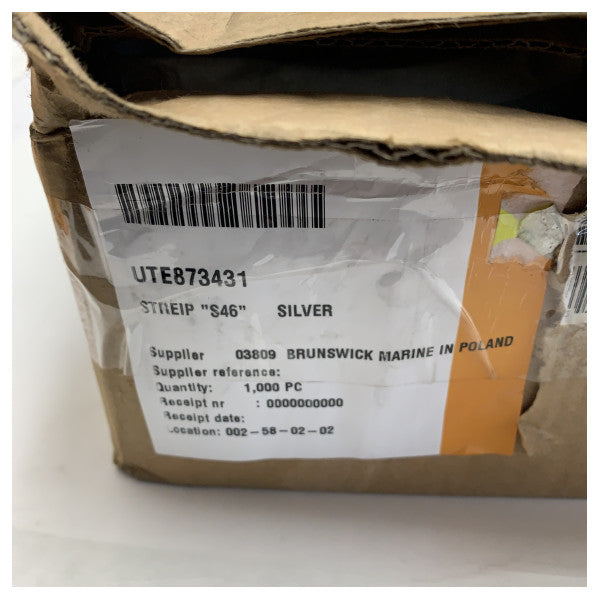 UTE873431
STREIP "S46" SILVER
Supplier 03809 BRUNSWICK MARINE IN POLAND
Supplier reference:
Quantity: 1,000 PC
Receipt nr : 0000000000
Receipt date:
Location: 002-58-02-02